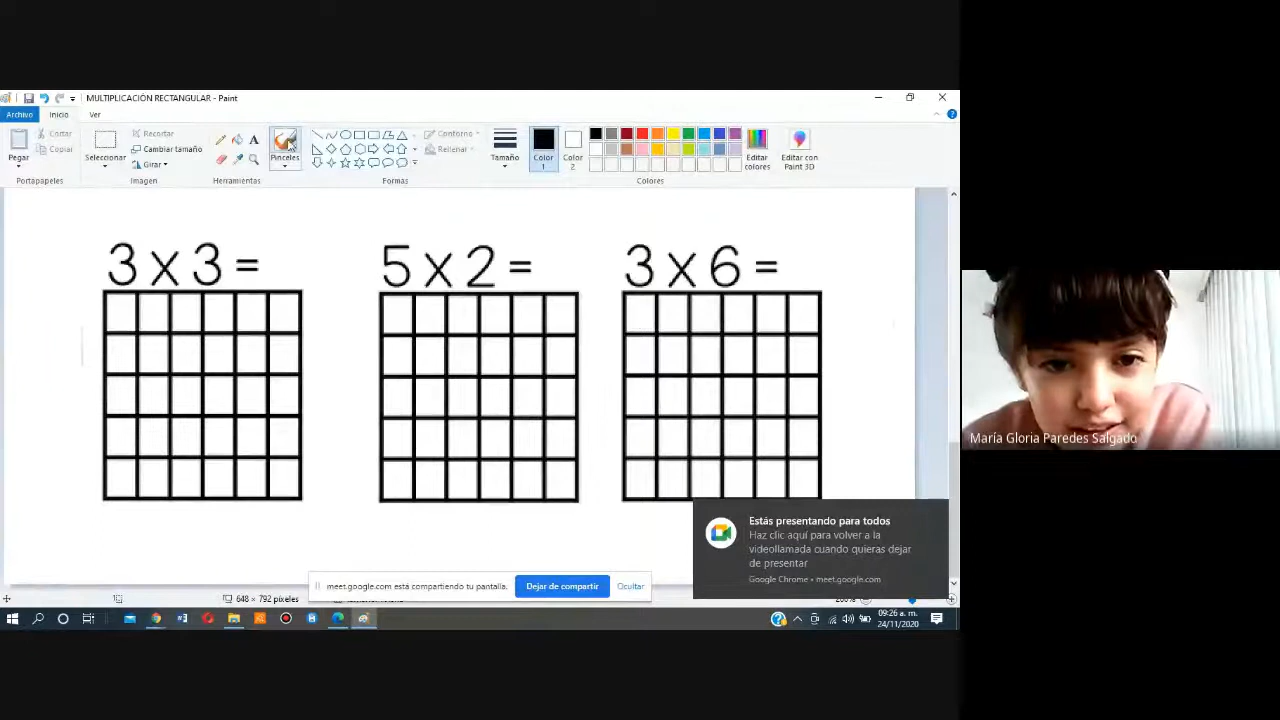 MULTIPLICACIÓN RECTANGULAR - Paint
Archivo Inicio Ver
Pegar
Cortar
Copiar
Portapapeles
Seleccionar
Recortar
Cambiar tamaño
Girar
Imagen
A
Herramientas
Pinceles
Contorno
Rellenar
Formas
Tamaño
Color 1
Color 2
Editar colores
Editar con Paint 3D
Colores
3 x 3 =
5 x 2 =
3 x 6 =
María Gloria Paredes Salgado
Estás presentando para todos
Haz clic aquí para volver a la
videollamada cuando quieras dejar
de presentar
Google Chrome • meet.google.com
meet.google.com está compartiendo tu pantalla.
Dejar de compartir
Ocultar
648 × 792 píxeles
09:26 a. m.
24/11/2020